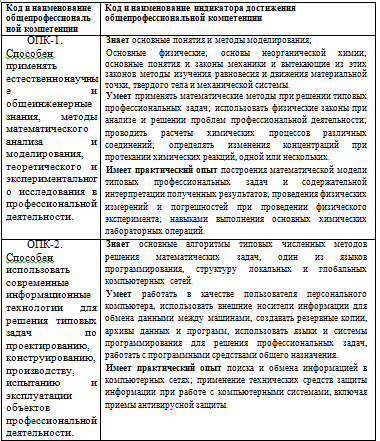 Код и наименование
общепрофессиональн
ой компетенции
Код и наименование индикатора достижения
общепрофессиональной компетенции
ОПК-1.
Способен
применять
естественнонаучны
е и
общеинженерные
знания, методы
математического
анализа и
моделирования,
теоретического и
экспериментальног
о исследования в
профессиональной
деятельности.
Знает основные понятия и методы моделирования;
Основные физические; основы неорганической химии;
основные понятия и законы механики и вытекающие из этих
законов методы изучения равновесия и движения материальной
точки, твердого тела и механической системы.
Умеет применять математические методы при решении типовых
профессиональных задач; использовать физические законы при
анализе и решении проблем профессиональной деятельности;
проводить расчеты химических процессов различных
соединений; определять изменения концентраций при
протекании химических реакций, одной или нескольких.
Имеет практический опыт построения математической модели
типовых профессиональных задач и содержательной
интерпретации полученных результатов; проведения физических
измерений и погрешностей при проведении физического
эксперимента; навыками выполнения основных химических
лабораторных операций.
ОПК-2.
Способен
использовать
современные
информационные
технологии для
решения типовых
задач по
проектированию,
конструированию,
производству,
испытанию и
эксплуатации
объектов
профессиональной
деятельности.
Знает основные алгоритмы типовых численных методов
решения математических задач, один из языков
программирования, структуру локальных и глобальных
компьютерных сетей.
Умеет работать в качестве пользователя персонального
компьютера, использовать внешние носители информации для
обмена данными между машинами, создавать резервные копии,
архивы данных и программ, использовать языки и системы
программирования для решения профессиональных задач,
работать с программными средствами общего назначения.
Имеет практический опыт поиска и обмена информацией в
компьютерных сетях; применение технических средств защиты
информации при работе с компьютерными системами, включая
приемы антивирусной защиты.